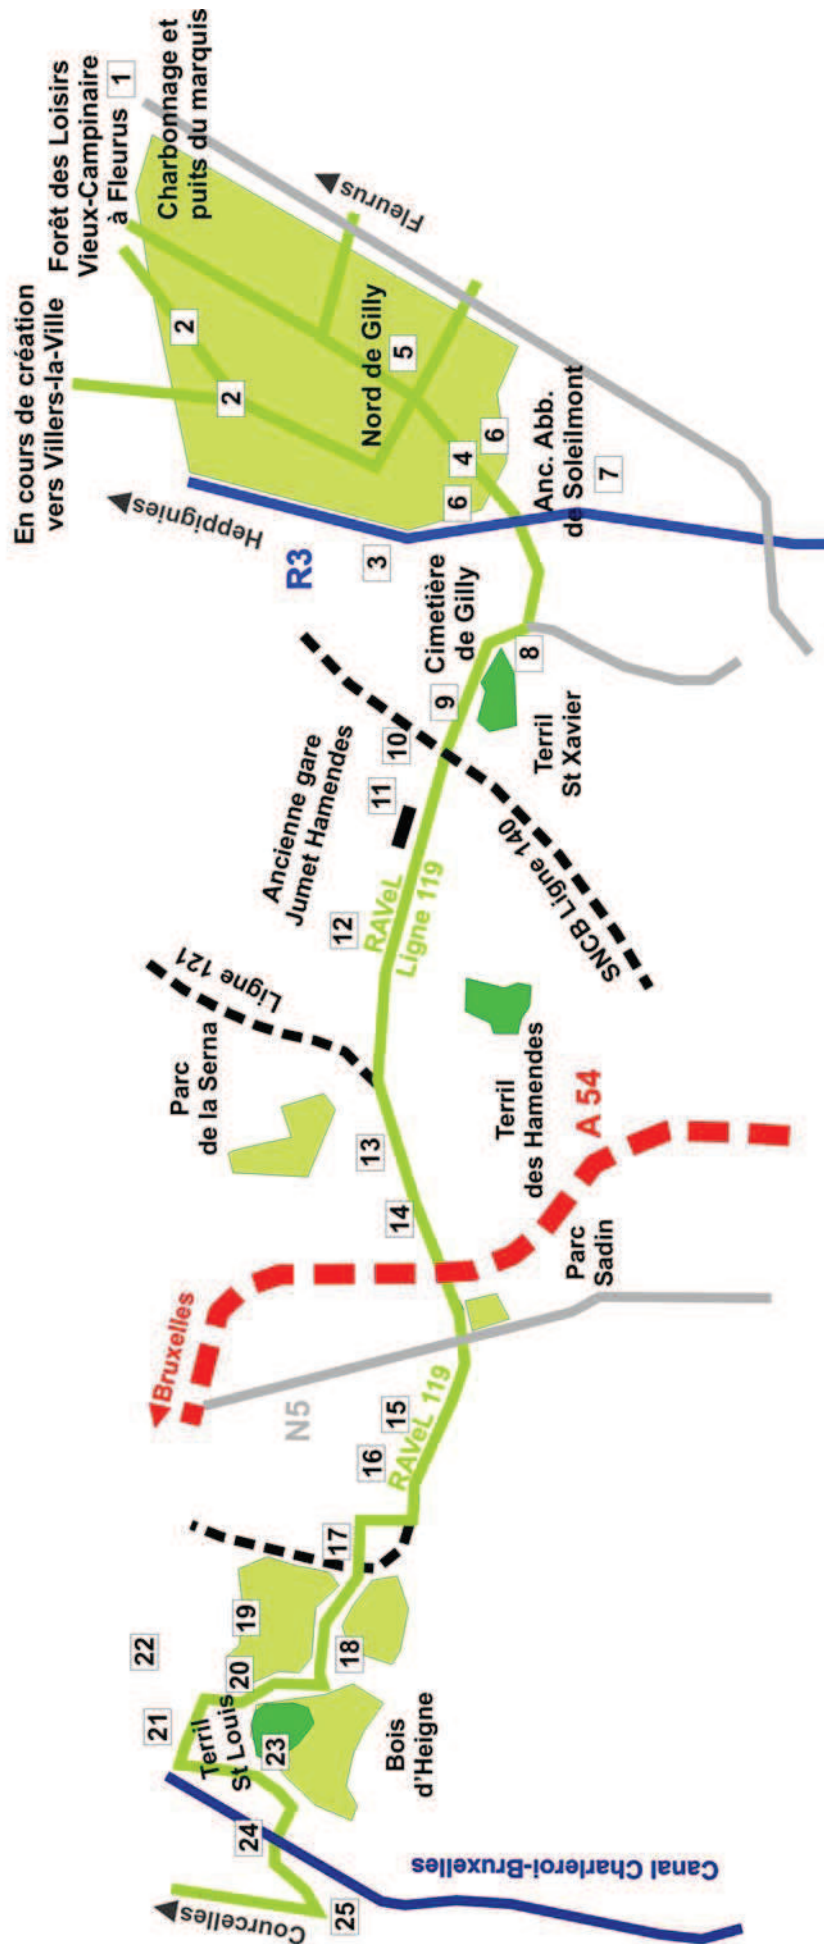 En cours de création
vers Villers-la-Ville
Forêt des Loisirs
Vieux-Campinaire
à Fleurus
1
Charbonnage et
puits du marquis
2
2
Fleurus
Heppignies
R3
3
Nord de Gilly
5
4
6
6
Anc. Abb.
de Soleilmont
7
Cimetière
de Gilly
8
9
Terril
St Xavier
10
11
Ancienne gare
Jumet Hamendes
12
RAVeL
Ligne 119
SNCB Ligne 140
Ligne 121
Parc
de la Serna
Terril
des Hamendes
A 54
13
14
Parc
Sadin
Bruxelles
N5
15
16
RAVeL 119
17
18
19
20
21
22
Terril
St Louis
23
Bois
d'Heigne
24
25
Courcelles
Canal Charleroi-Bruxelles